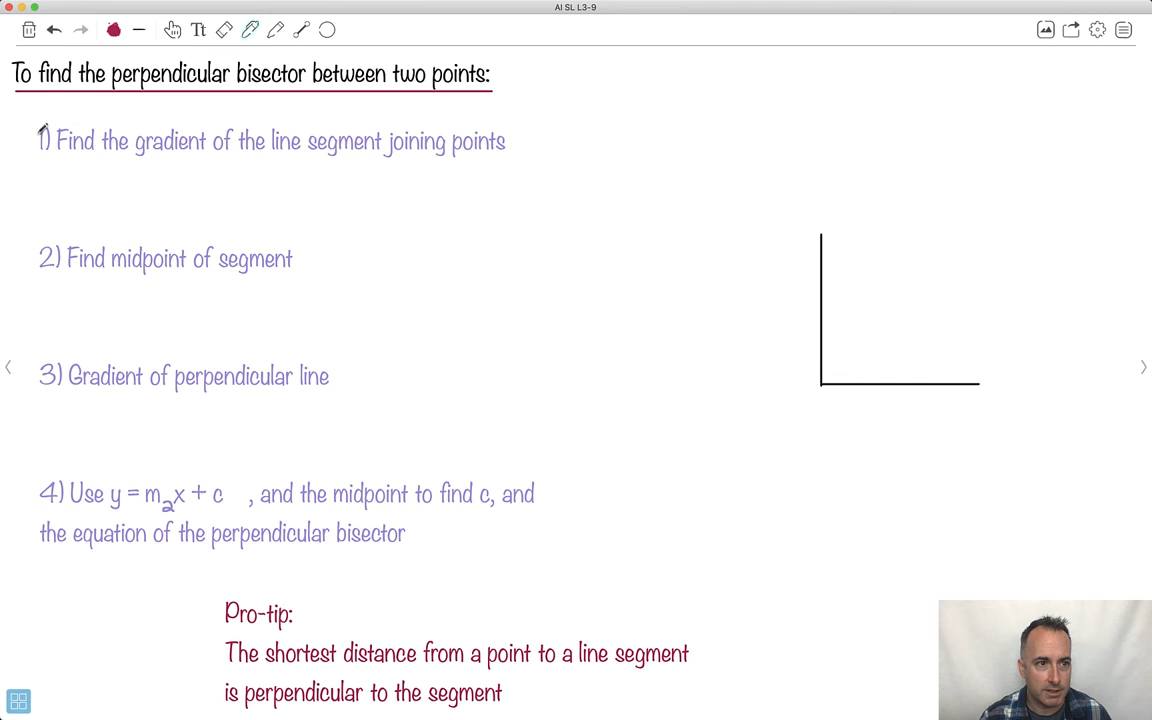 AI SL L3-9
Tt
To find the perpendicular bisector between two points:
1) Find the gradient of the line segment joining points
2) Find midpoint of segment
3) Gradient of perpendicular line
4) Use y = m₂x + c , and the midpoint to find c, and
the equation of the perpendicular bisector
Pro-tip:
The shortest distance from a point to a line segment
is perpendicular to the segment